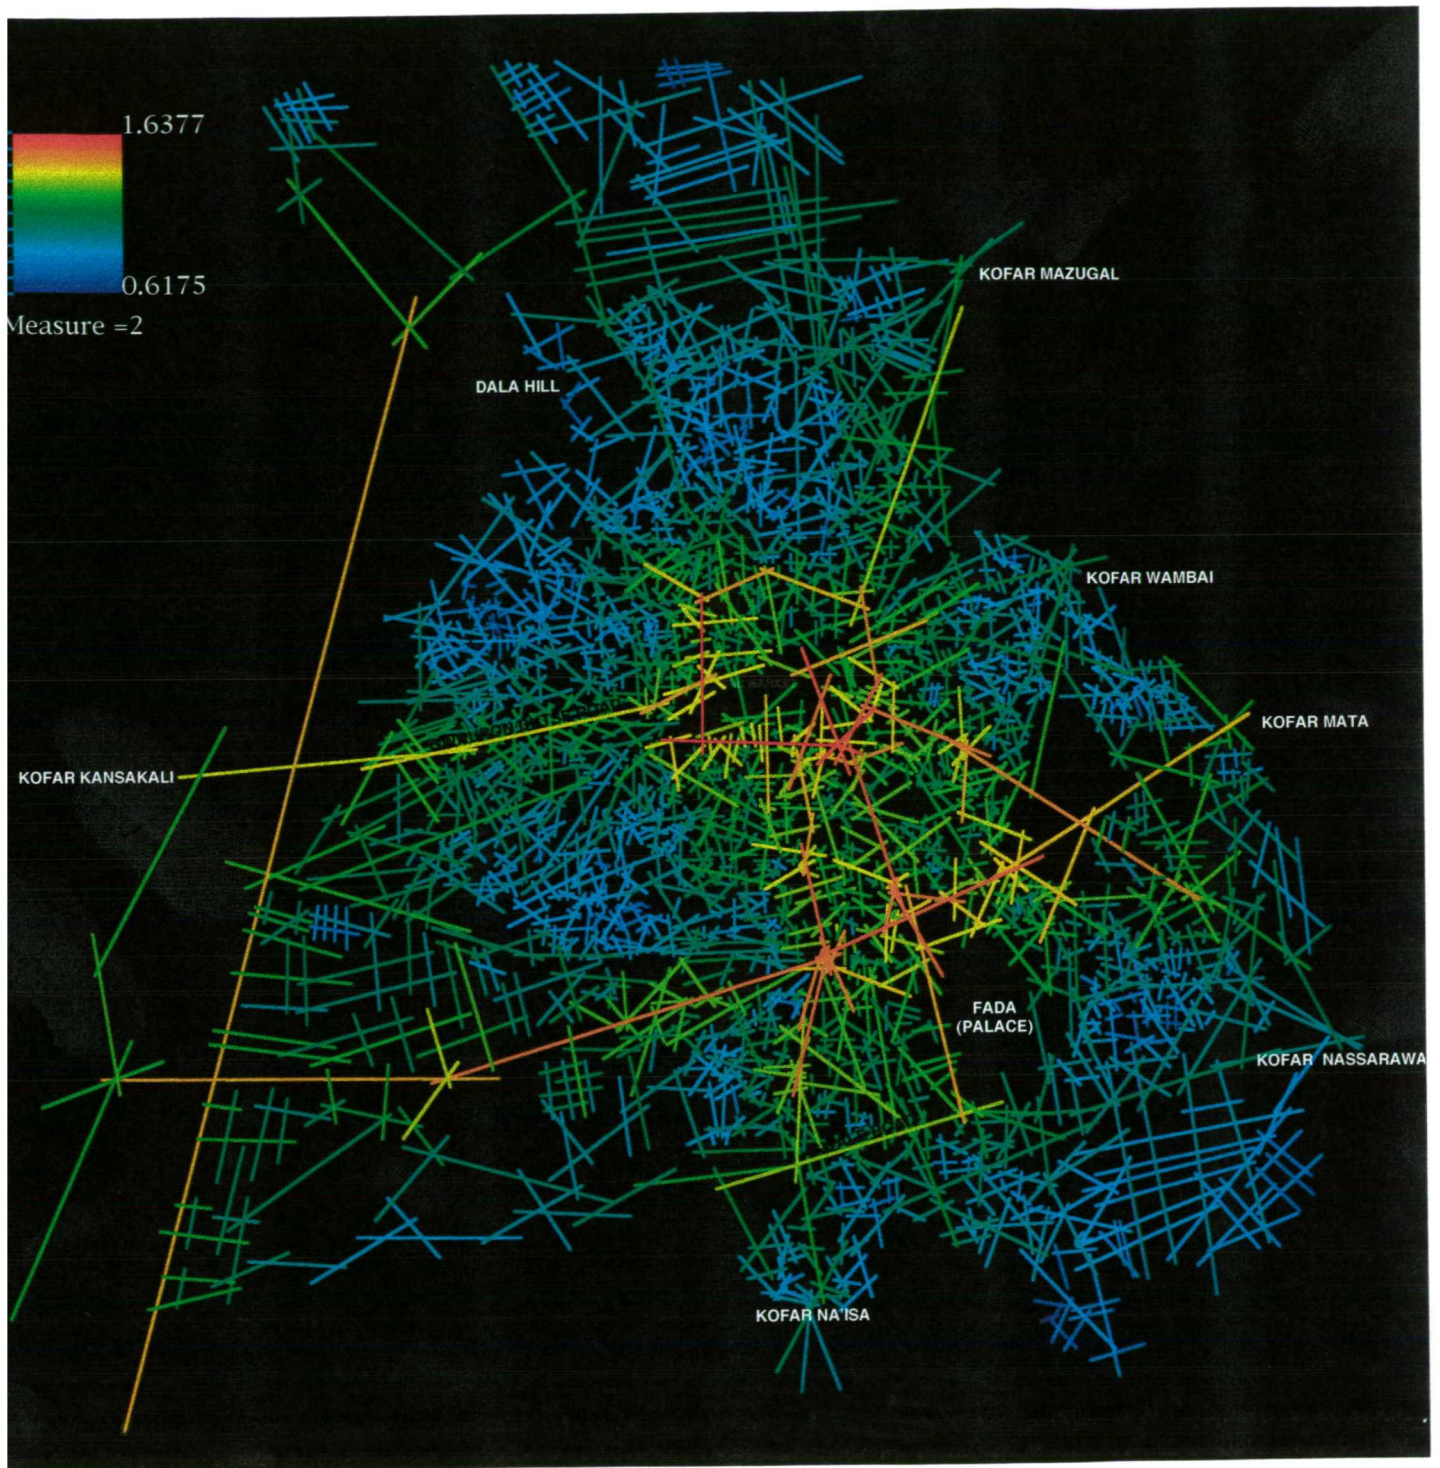 1.6377
0.6175
Measure =2
KOFAR MAZUGAL
DALA HILL
KOFAR WAMBAI
KOFAR MATA
KOFAR KANSAKALI
FADA
(PALACE)
KOFAR NASSARAWA
KOFAR NA'ISA